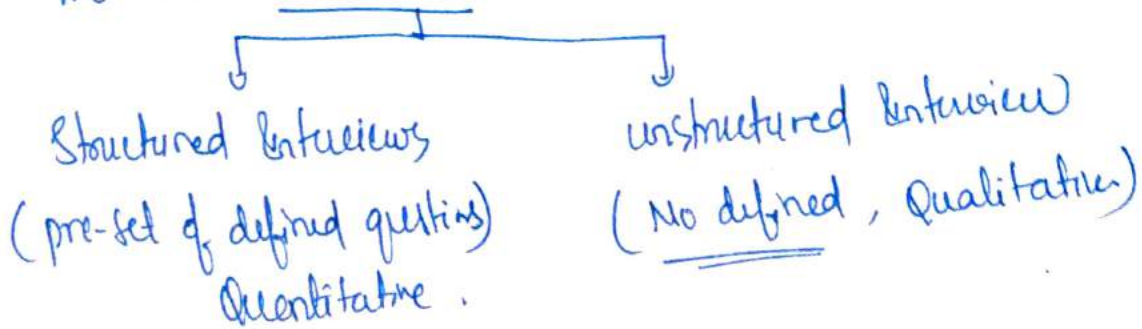 Structured Interviews
unstructured Interview
(pre-set of defined questions)
(No defined, Qualitative)
Quantitative.